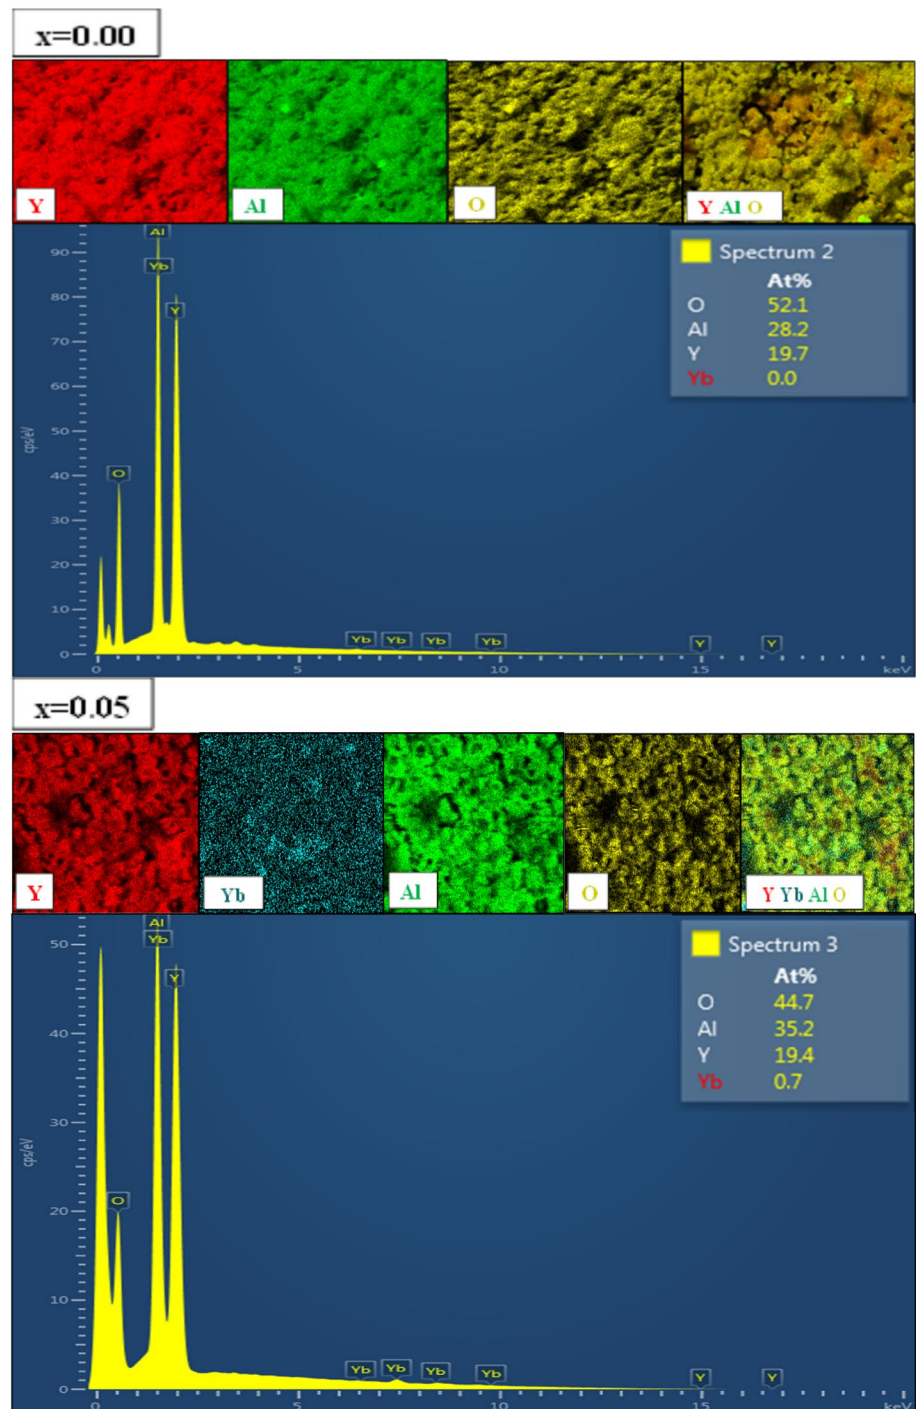 x=0.00
Y
Al
O
Y Al O
Spectrum 2
At%
O 52.1
Al 28.2
Y 19.7
Yb 0.0
cps/eV
90
80
70
60
50
40
30
20
10
0
Al
Yb
Y
O
Yb Yb Yb Yb Y Y
0 5 10 15 keV
x=0.05
Y
Yb
Al
O
Y Yb Al O
Spectrum 3
At%
O 44.7
Al 35.2
Y 19.4
Yb 0.7
cps/eV
50
40
30
20
10
0
Al
Yb
Y
O
Yb Yb Yb Yb Y Y
0 5 10 15 keV